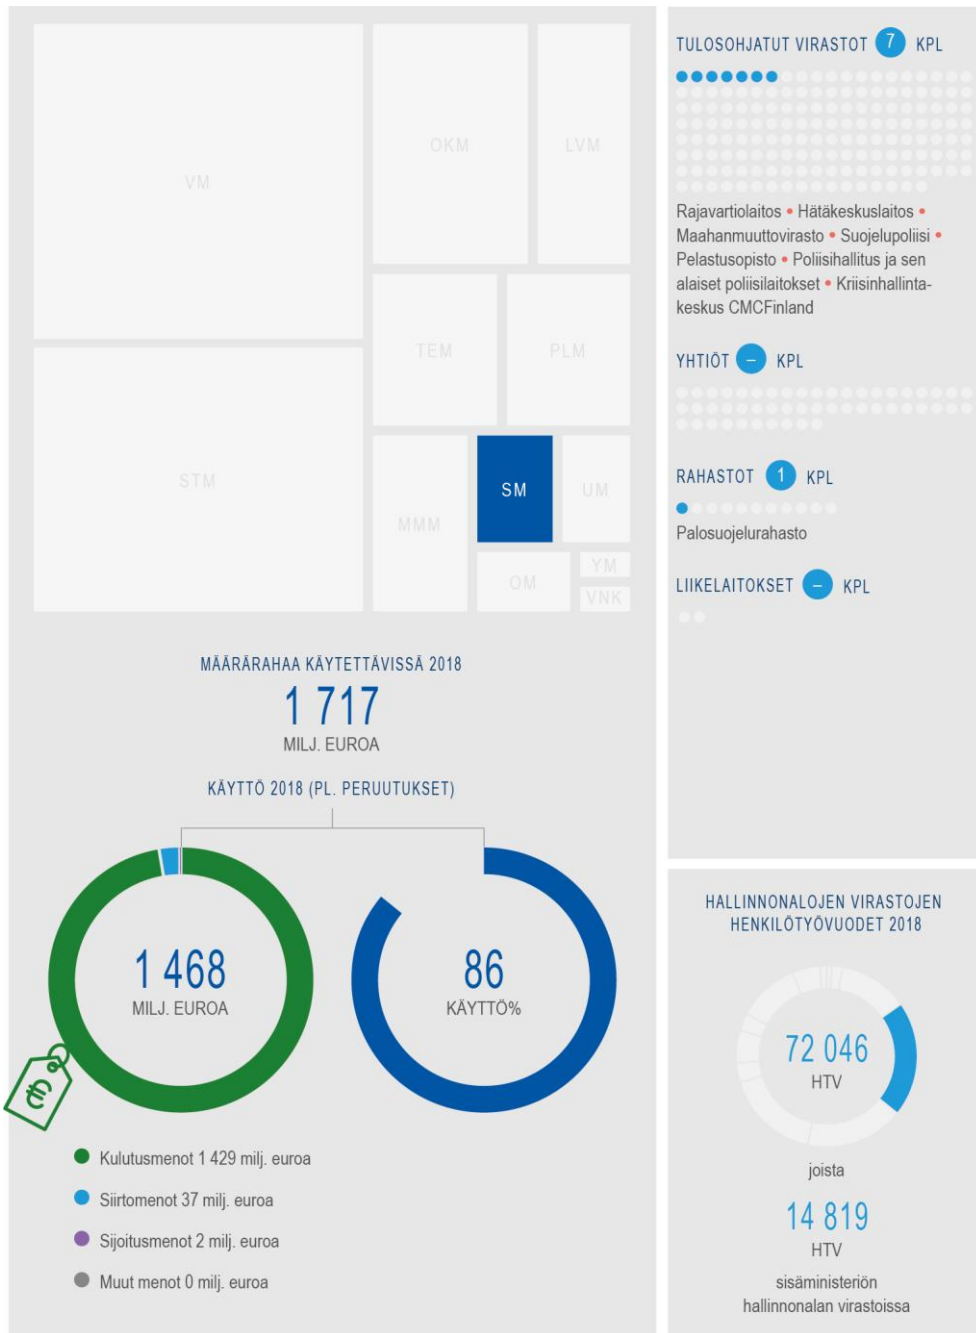 VM
OKM
LVM
TEM
PLM
STM
MMM
SM
UM
OM
YM
VNK
MÄÄRÄRAHAA KÄYTETTÄVISSÄ 2018
1 717
MILJ. EUROA
KÄYTTÖ 2018 (PL. PERUUTUKSET)
1 468
MILJ. EUROA
86
KÄYTTÖ%
Kulutusmenot 1 429 milj. euroa
Siirtomenot 37 milj. euroa
Sijoitusmenot 2 milj. euroa
Muut menot 0 milj. euroa
TULOSOHJATUT VIRASTOT 7 KPL
Rajavartiolaitos • Hätäkeskuslaitos •
Maahanmuuttovirasto • Suojelupoliisi •
Pelastusopisto • Poliisihallitus ja sen
alaiset poliisilaitokset • Kriisinhallinta-
keskus CMCFinland
YHTIÖT – KPL
RAHASTOT 1 KPL
Palosuojelurahasto
LIIKELAITOKSET – KPL
HALLINNONALOJEN VIRASTOJEN
HENKILÖTYÖVUODET 2018
72 046
HTV
joista
14 819
HTV
sisäministeriön
hallinnonalan virastoissa